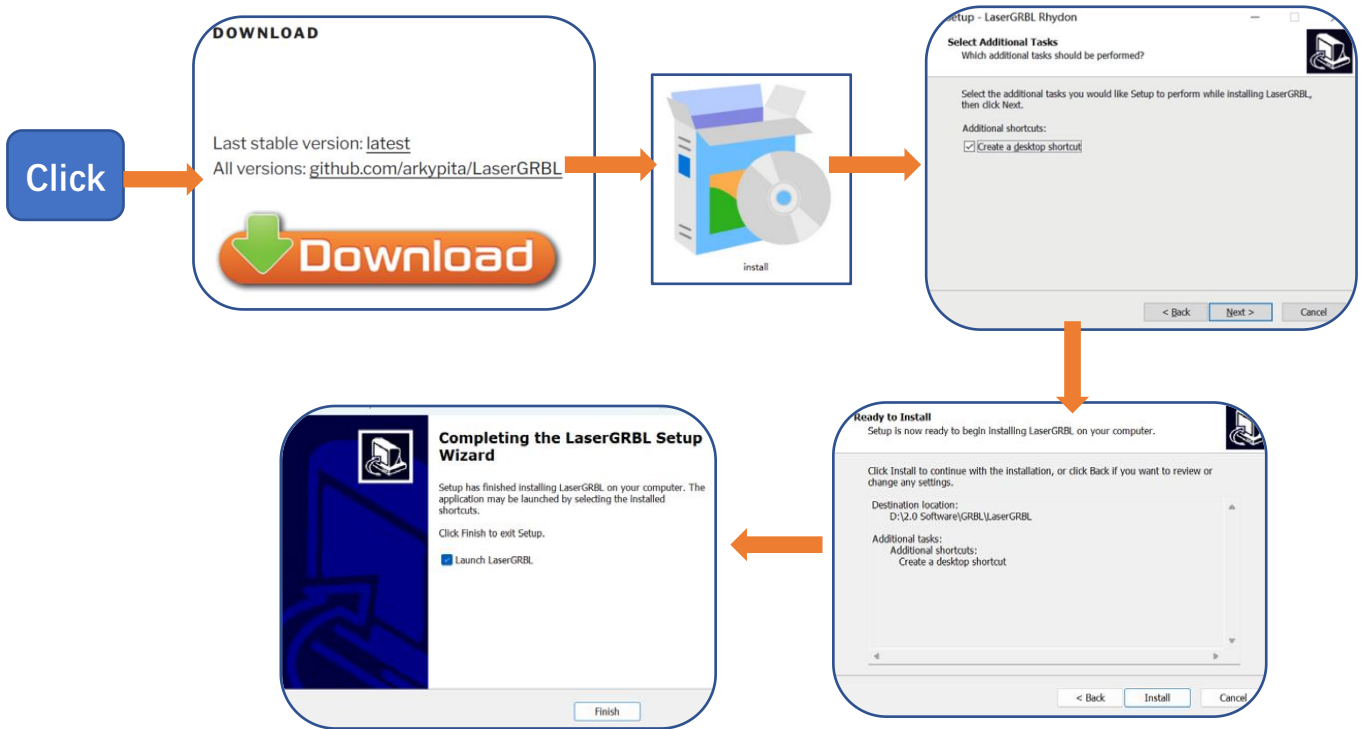 Click
DOWNLOAD
Last stable version: latest
All versions: github.com/arkypita/LaserGRBL
Download
install
Setup - LaserGRBL Rhydon
Select Additional Tasks
Which additional tasks should be performed?
Select the additional tasks you would like Setup to perform while installing LaserGRBL,
then click Next.
Additional shortcuts:
Create a desktop shortcut
< Back Next > Cancel
Ready to Install
Setup is now ready to begin installing LaserGRBL on your computer.
Click Install to continue with the installation, or click Back if you want to review or
change any settings.
Destination location:
D:\2.0 Software\GRBL\LaserGRBL
Additional tasks:
Additional shortcuts:
Create a desktop shortcut
< Back Install Cancel
Completing the LaserGRBL Setup
Wizard
Setup has finished installing LaserGRBL on your computer. The
application may be launched by selecting the installed
shortcuts.
Click Finish to exit Setup.
Launch LaserGRBL
Finish